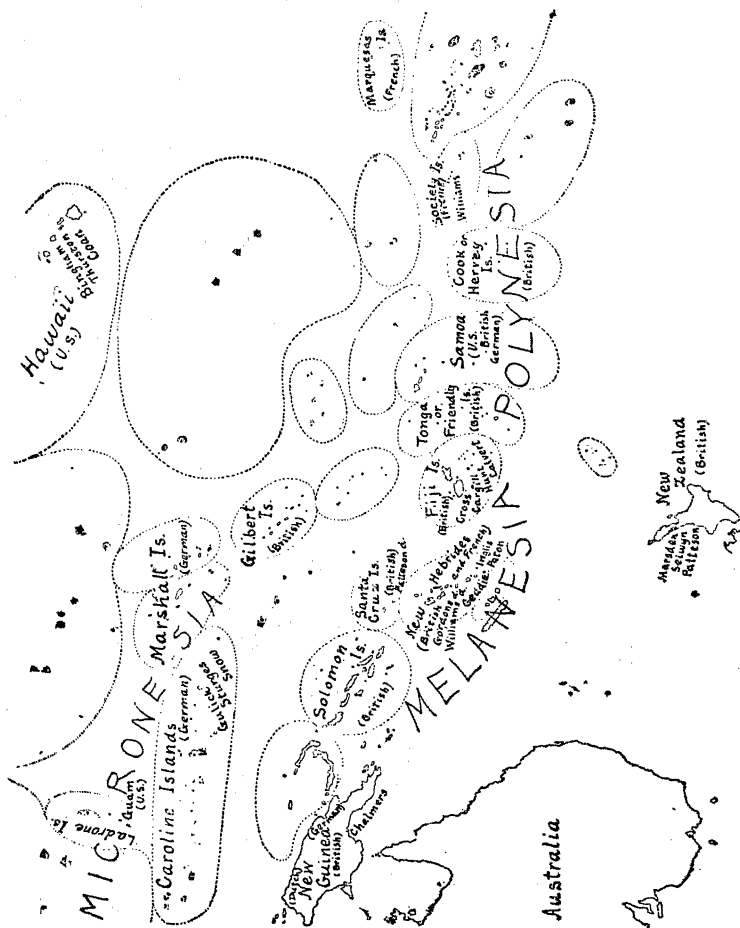 Hawaii
(U.S.)
Bingham
Thurston
Coan
MICRONESIA
Ladrone Is.
Guam
(U.S.)
Caroline Islands
(German)
Gulick
Sturges
Snow
Marshall Is.
(German)
Gilbert
Is.
(British)
Marquesas
Is.
(French)
Society Is.
(French)
Williams
Cook or
Hervey
Is.
(British)
Samoa
(U.S.
British
German)
POLYNESIA
Tonga
or
Friendly
Is.
(British)
Fiji Is.
(British)
Cross
Cargill
Hunt
Calvert
MELANESIA
New Hebrides
(British and French)
Gordons d. Geddie Inglis
Williams d. Paton
Santa
Cruz Is.
(British)
Patteson d.
Solomon
Is.
(British)
(Dutch)
New
Guinea
(German)
(British)
Chalmers
Australia
New
Zealand
(British)
Marsden
Selwyn
Patteson